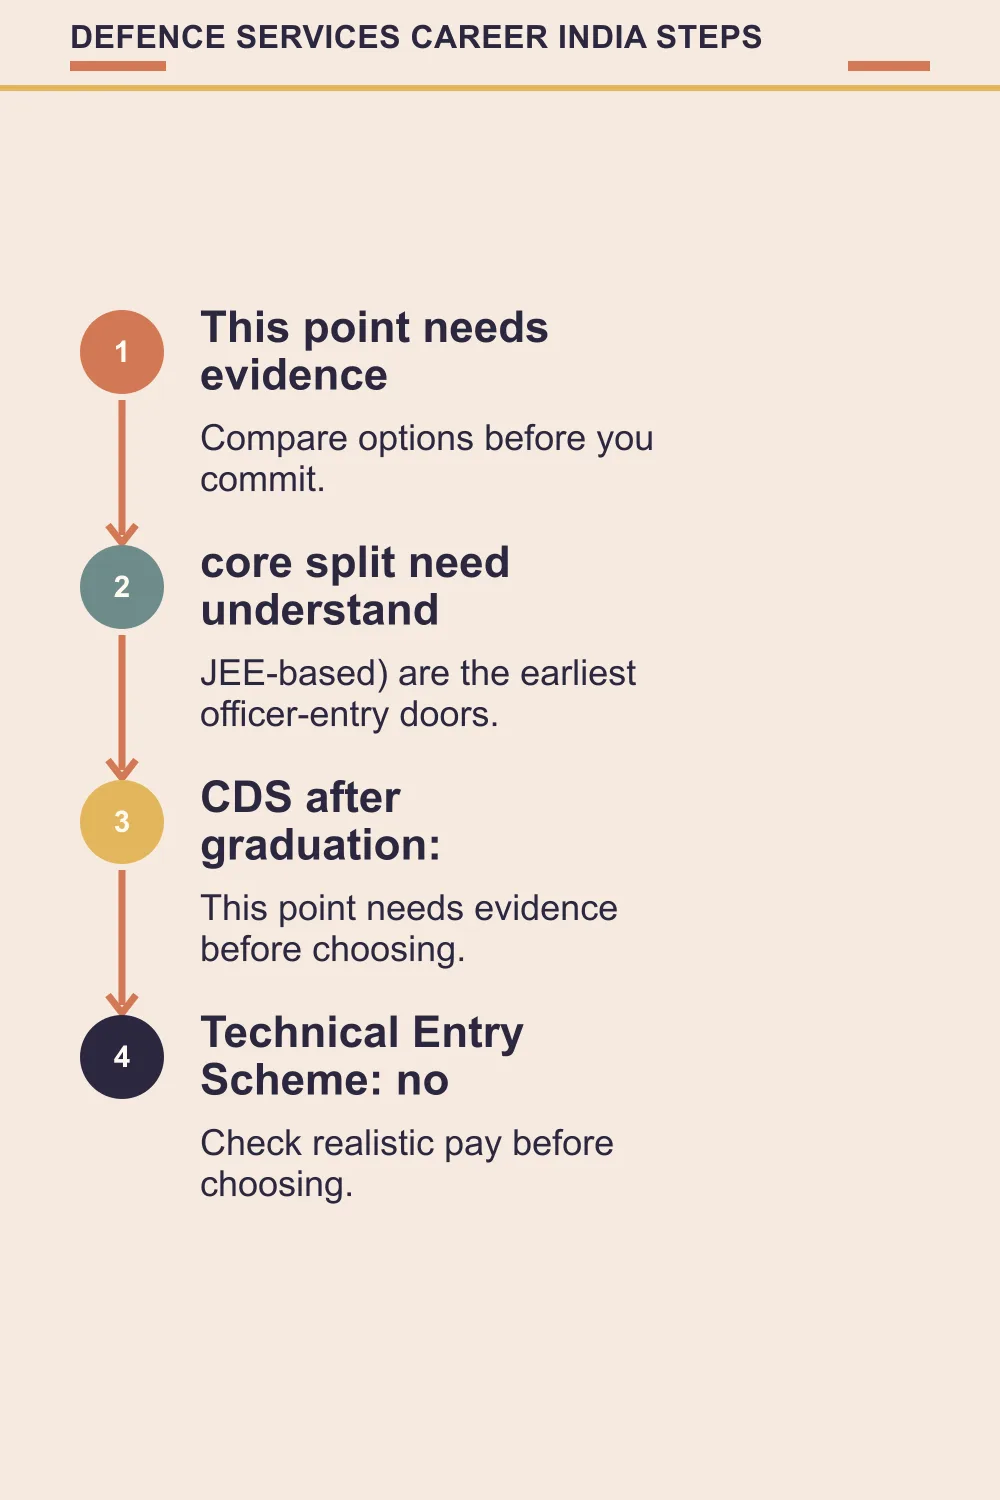 DEFENCE SERVICES CAREER INDIA STEPS
1
This point needs
evidence
Compare options before you
commit.
2
core split need
understand
JEE-based) are the earliest
officer-entry doors.
3
CDS after
graduation:
This point needs evidence
before choosing.
4
Technical Entry
Scheme: no
Check realistic pay before
choosing.